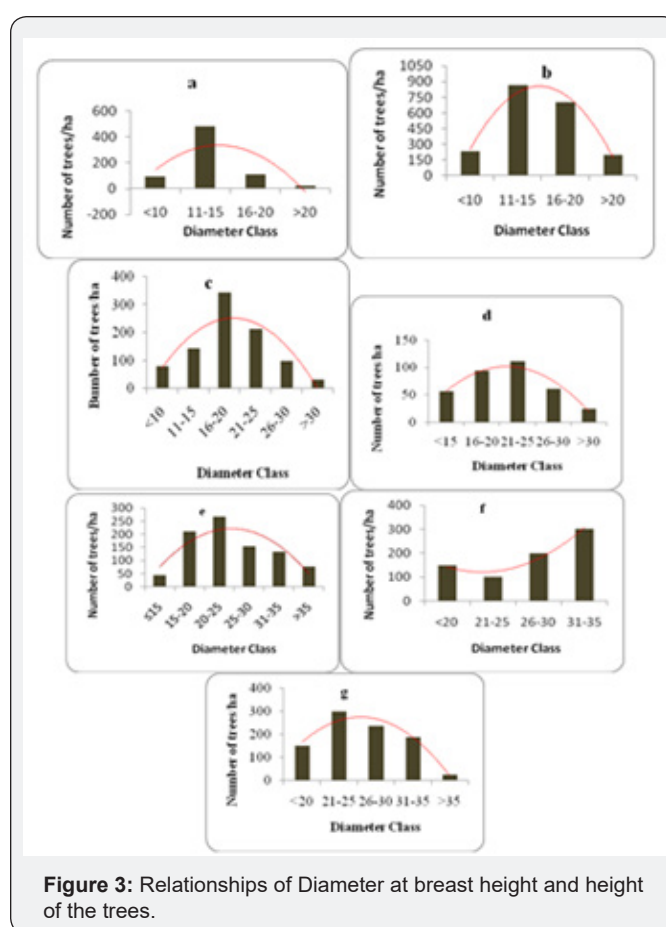 a
600
400
200
0
-200
<10 11-15 16-20 >20
Number of trees/ha
Diameter Class
b
1050
900
750
600
450
300
150
0
<10 11-15 16-20 >20
Number of trees/ha
Diameter Class
c
400
300
200
100
0
<10 11-15 16-20 21-25 26-30 >30
Bumber of trees ha
Diameter Class
d
150
100
50
0
<15 16-20 21-25 26-30 >30
Number of trees ha
Diameter Class
e
300
250
200
150
100
50
0
≤15 15-20 20-25 25-30 31-35 >35
Number of trees/ha
Diameter Class
f
400
300
200
100
0
<20 21-25 26-30 31-35
Number of trees/ha
Diameter Class
g
400
300
200
100
0
<20 21-25 26-30 31-35 >35
Number of trees ha
Diameter Class
Figure 3: Relationships of Diameter at breast height and height
of the trees.